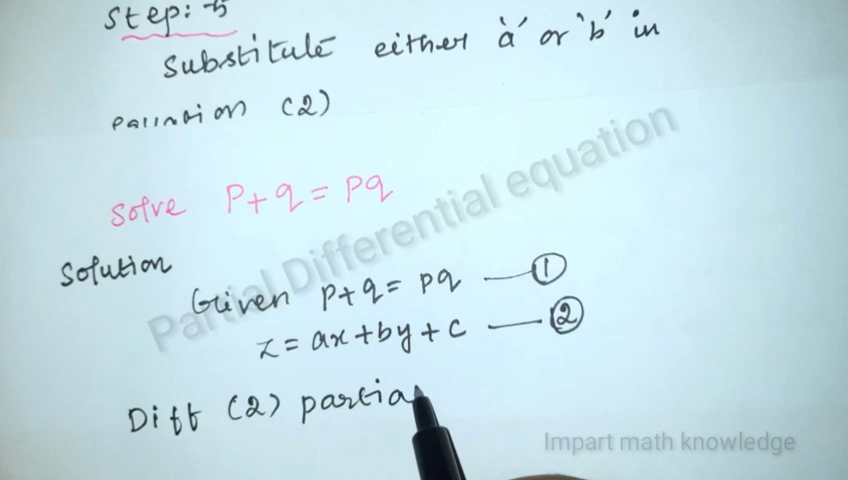 Step: 5
Substitute either 'a' or 'b' in
(2)
Solve P+q = Pq
Solution
Given P+q = pq — ①
z = ax+by+c — ②
Diff (2) partia
Partial Differential equation
Impart math knowledge